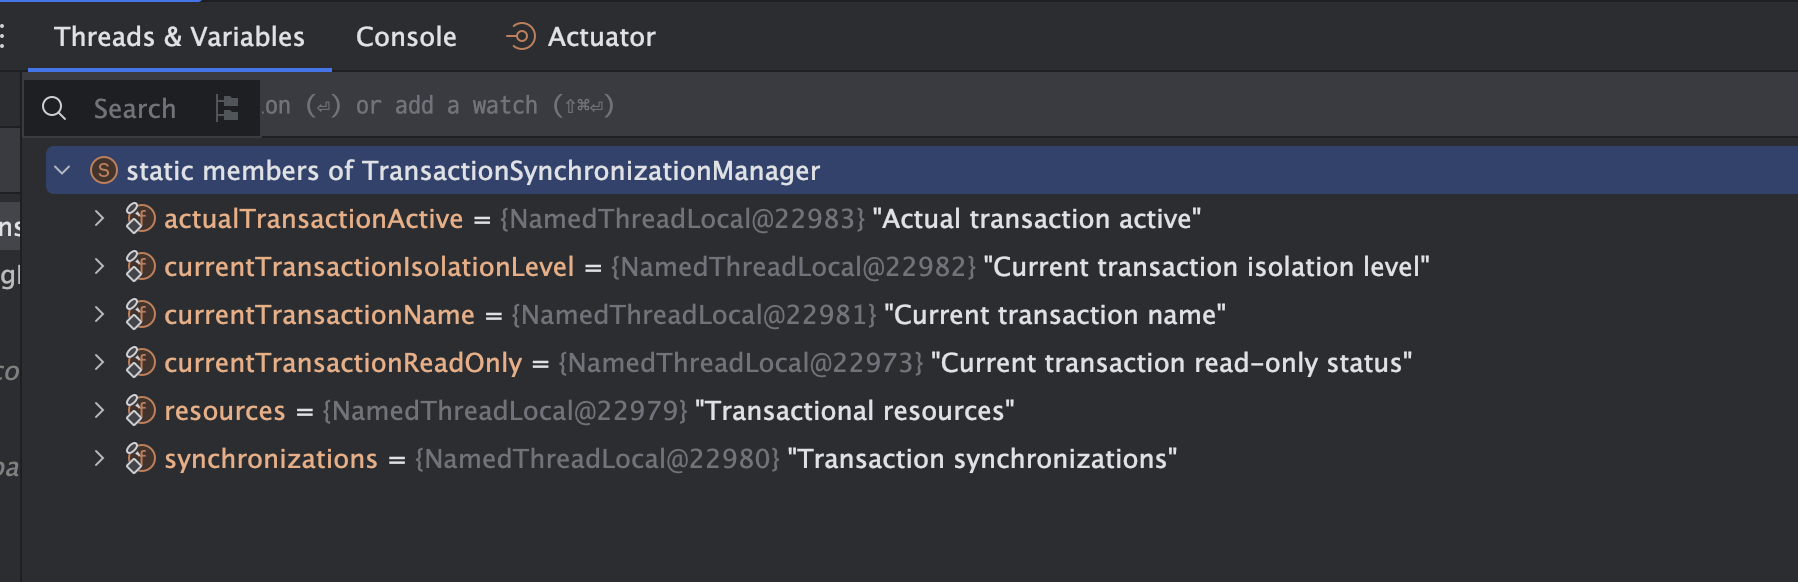 Threads & Variables Console Actuator
Search on (⏎) or add a watch (⇧⌘⏎)
S static members of TransactionSynchronizationManager
f actualTransactionActive = {NamedThreadLocal@22983} "Actual transaction active"
f currentTransactionIsolationLevel = {NamedThreadLocal@22982} "Current transaction isolation level"
f currentTransactionName = {NamedThreadLocal@22981} "Current transaction name"
f currentTransactionReadOnly = {NamedThreadLocal@22973} "Current transaction read-only status"
f resources = {NamedThreadLocal@22979} "Transactional resources"
f synchronizations = {NamedThreadLocal@22980} "Transaction synchronizations"